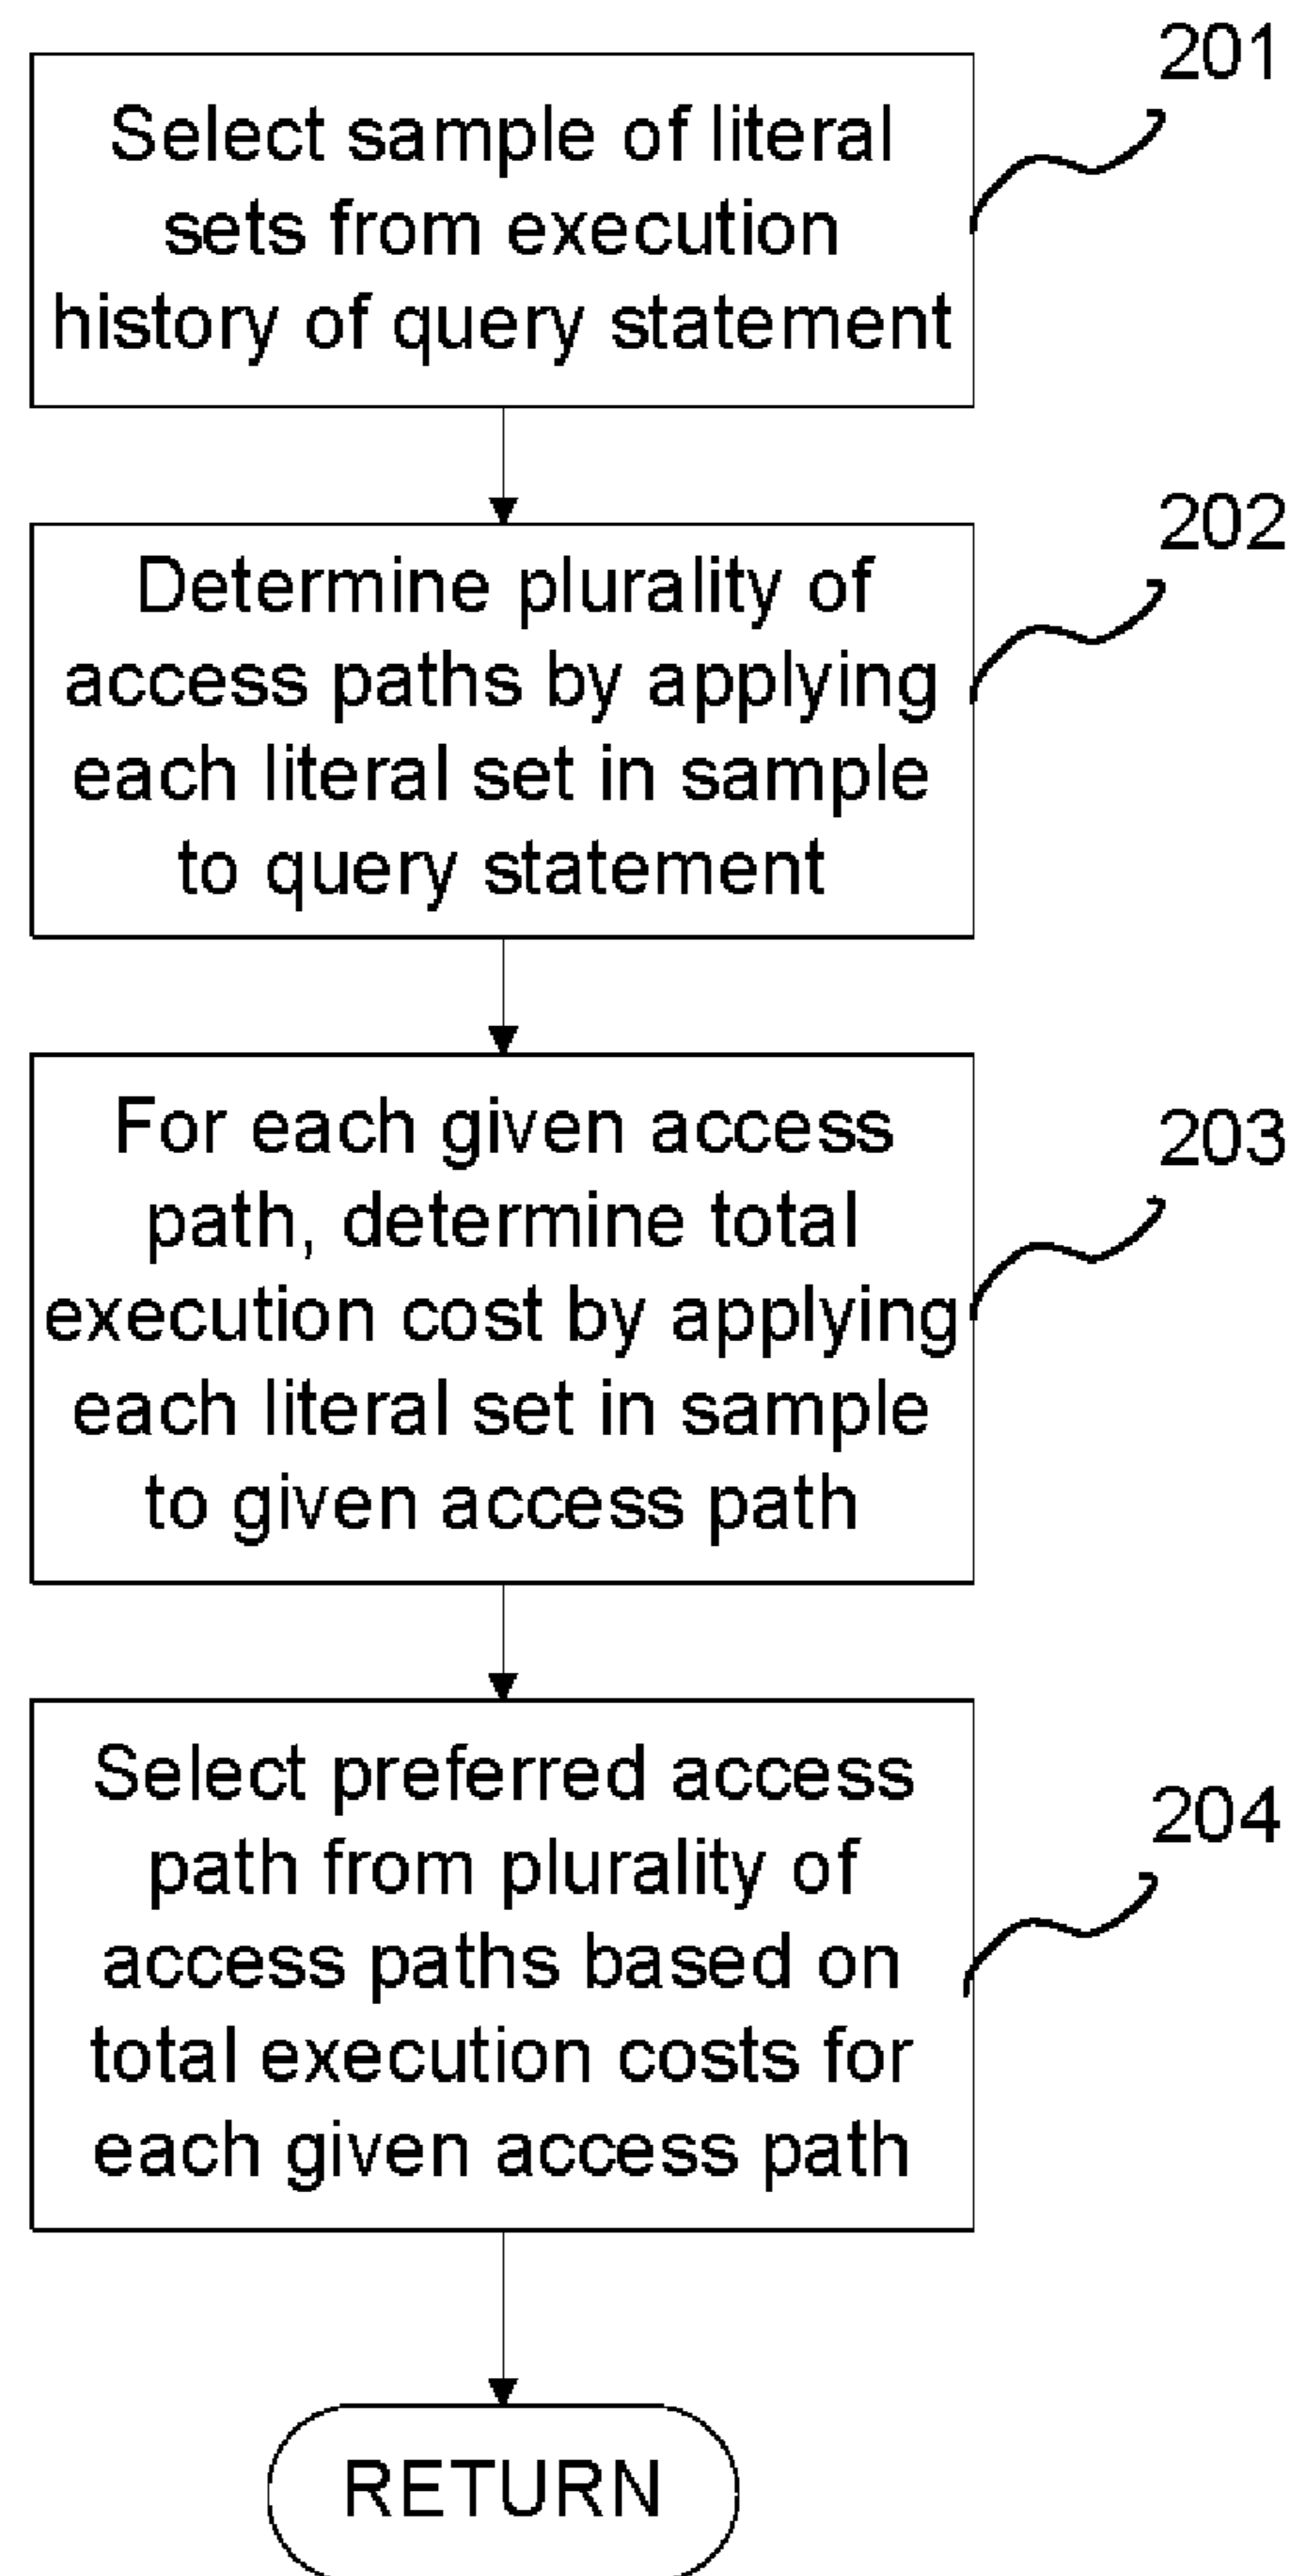 201
Select sample of literal
sets from execution
history of query statement
202
Determine plurality of
access paths by applying
each literal set in sample
to query statement
203
For each given access
path, determine total
execution cost by applying
each literal set in sample
to given access path
204
Select preferred access
path from plurality of
access paths based on
total execution costs for
each given access path
RETURN